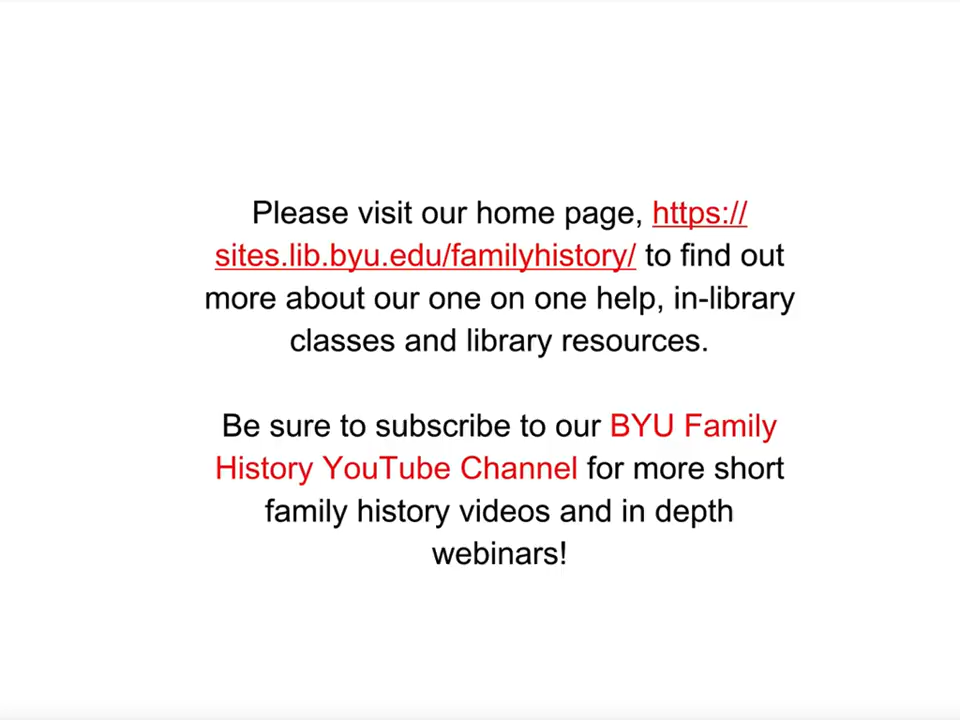 Please visit our home page, https://
sites.lib.byu.edu/familyhistory/ to find out
more about our one on one help, in-library
classes and library resources.
Be sure to subscribe to our BYU Family
History YouTube Channel for more short
family history videos and in depth
webinars!